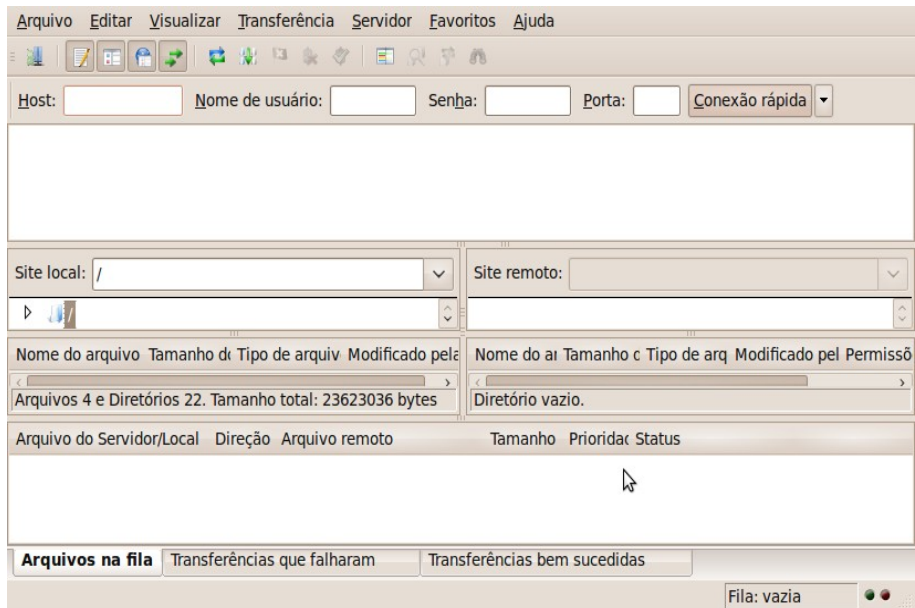 Arquivo Editar Visualizar Transferência Servidor Favoritos Ajuda
Host: Nome de usuário: Senha: Porta: Conexão rápida
Site local: / Site remoto:
/
Nome do arquivo Tamanho do Tipo de arquiv Modificado pela Nome do ar Tamanho d Tipo de arq Modificado pel Permissõ
Arquivos 4 e Diretórios 22. Tamanho total: 23623036 bytes Diretório vazio.
Arquivo do Servidor/Local Direção Arquivo remoto Tamanho Prioridac Status
Arquivos na fila Transferências que falharam Transferências bem sucedidas
Fila: vazia